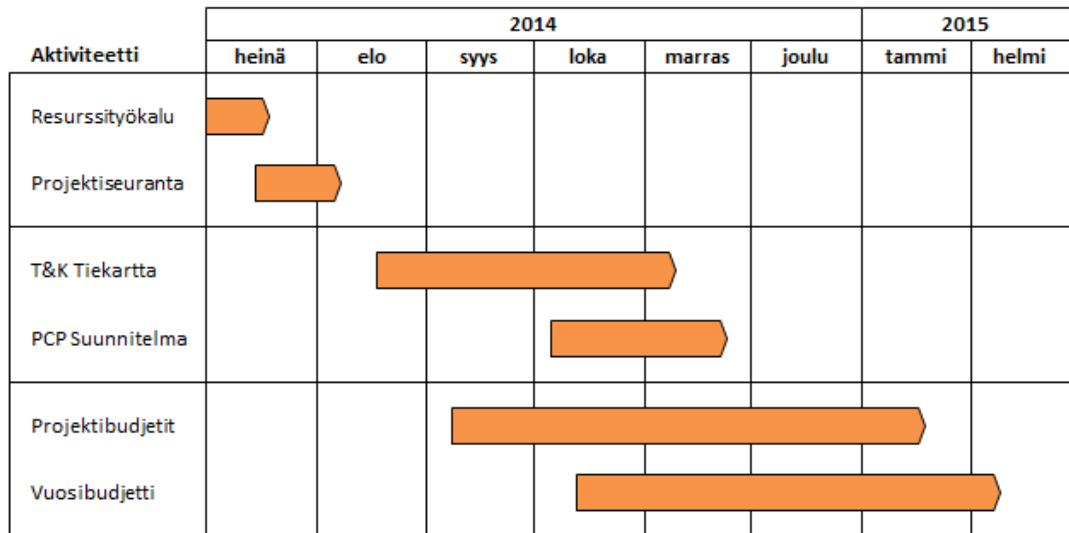 2014 2015
Aktiviteetti heinä elo syys loka marras joulu tammi helmi
Resurssityökalu
Projektiseuranta
T&K Tiekartta
PCP Suunnitelma
Projektibudjetit
Vuosibudjetti